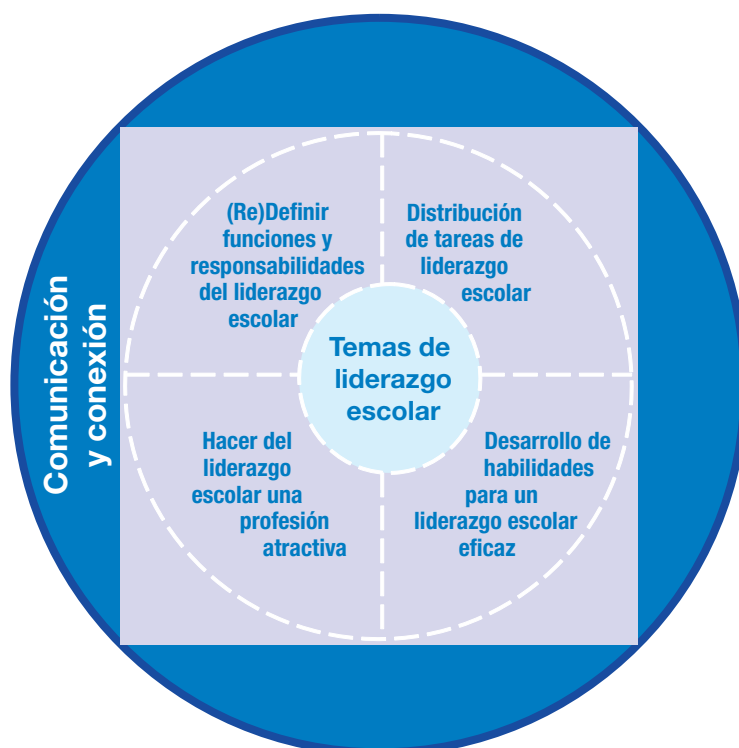 Comunicación
y conexión
(Re)Definir
funciones y
responsabilidades
del liderazgo
escolar
Distribución
de tareas de
liderazgo
escolar
Temas de
liderazgo
escolar
Hacer del
liderazgo
escolar una
profesión
atractiva
Desarrollo de
habilidades
para un
liderazgo escolar
eficaz